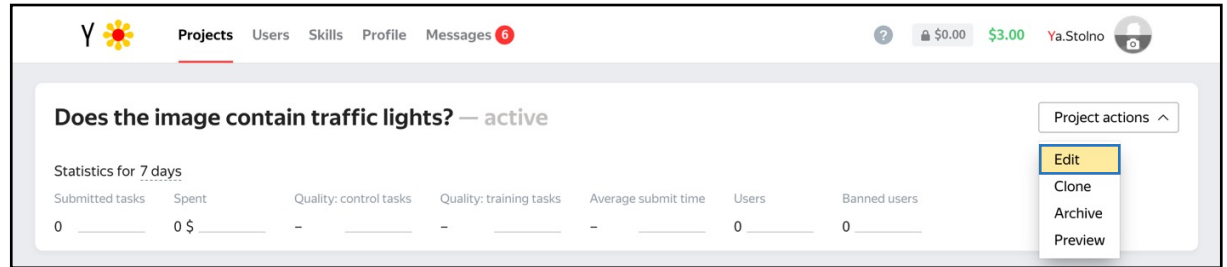 Y Projects Users Skills Profile Messages 6 ? $0.00 $3.00 Ya.Stolno
Does the image contain traffic lights? — active Project actions
Edit
Clone
Archive
Preview
Statistics for 7 days
Submitted tasks Spent Quality: control tasks Quality: training tasks Average submit time Users Banned users
0 0 $ – – – 0 0